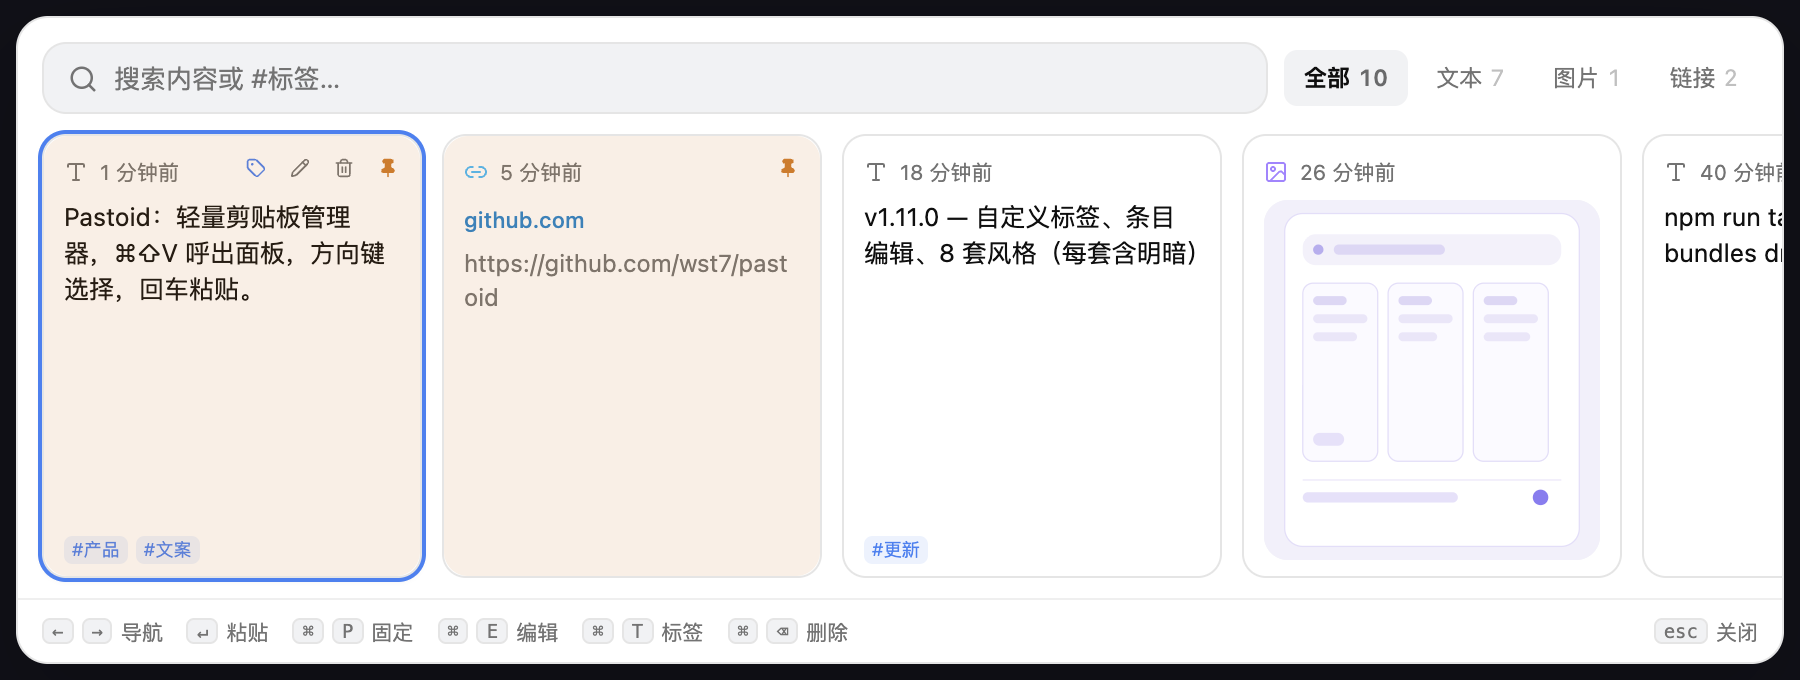 搜索内容或 #标签...
全部 10
文本 7
图片 1
链接 2
1 分钟前
Pastoid：轻量剪贴板管理
器，⌘⇧V 呼出面板，方向键
选择，回车粘贴。
#产品 #文案
5 分钟前
github.com
https://github.com/wst7/past
oid
18 分钟前
v1.11.0 — 自定义标签、条目
编辑、8 套风格（每套含明暗）
#更新
26 分钟前
40 分钟
npm run
bundles
← → 导航 ↵ 粘贴 ⌘ P 固定 ⌘ E 编辑 ⌘ T 标签 ⌘ ⌫ 删除
esc 关闭